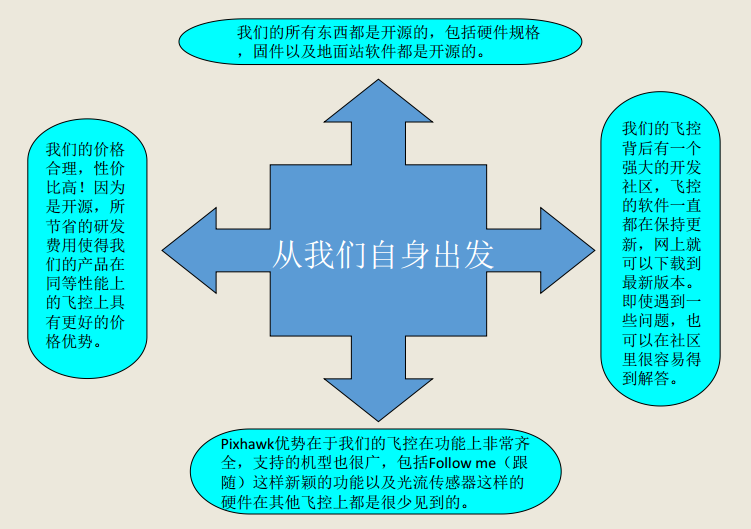 我们的所有东西都是开源的，包括硬件规格
，固件以及地面站软件都是开源的。
我们的价格
合理，性价
比高！因为
是开源，所
节省的研发
费用使得我
们的产品在
同等性能上
的飞控上具
有更好的价
格优势。
从我们自身出发
我们的飞控
背后有一个
强大的开发
社区，飞控
的软件一直
都在保持更
新，网上就
可以下载到
最新版本。
即使遇到一
些问题，也
可以在社区
里很容易得
到解答。
Pixhawk优势在于我们的飞控在功能上非常齐
全，支持的机型也很广，包括Follow me（跟
随）这样新颖的功能以及光流传感器这样的
硬件在其他飞控上都是很少见到的。